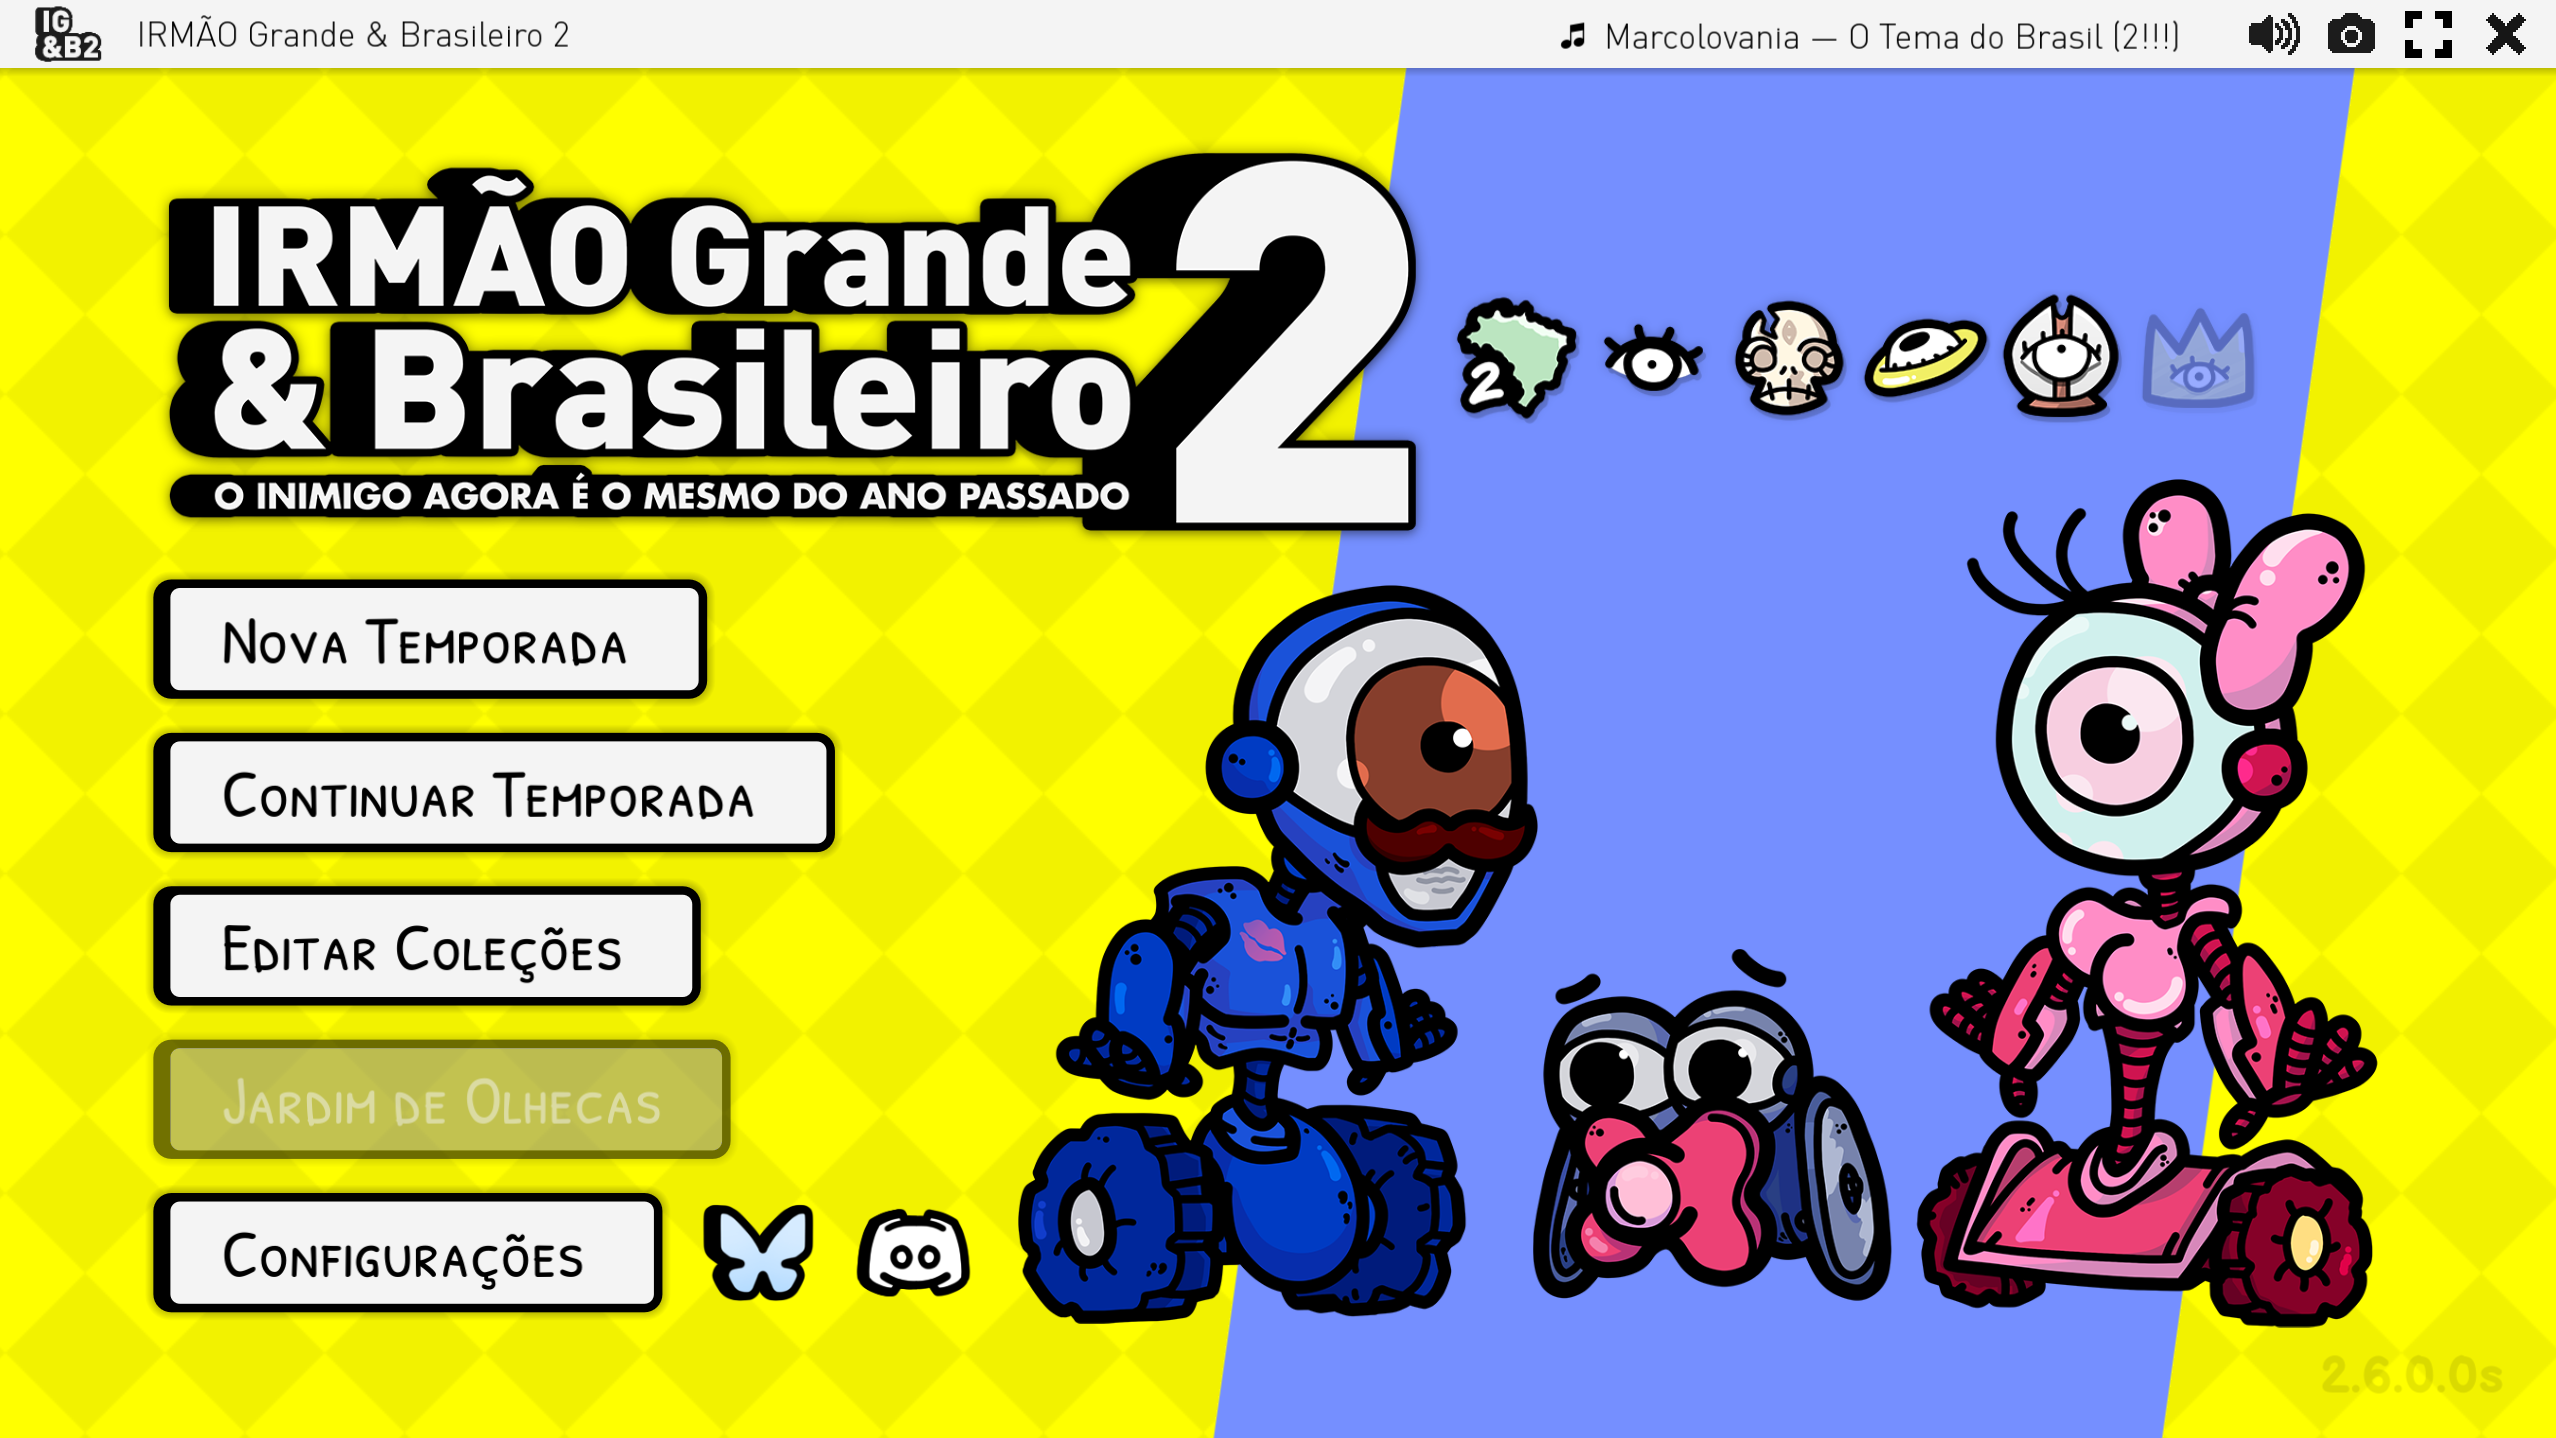 IG
&B2
IRMÃO Grande & Brasileiro 2
Marcolovania — O Tema do Brasil (2!!!)
IRMÃO Grande
& Brasileiro 2
O INIMIGO AGORA É O MESMO DO ANO PASSADO
2
Nova Temporada
Continuar Temporada
Editar Coleções
Jardim de Olhecas
Configurações
2.6.0.0s